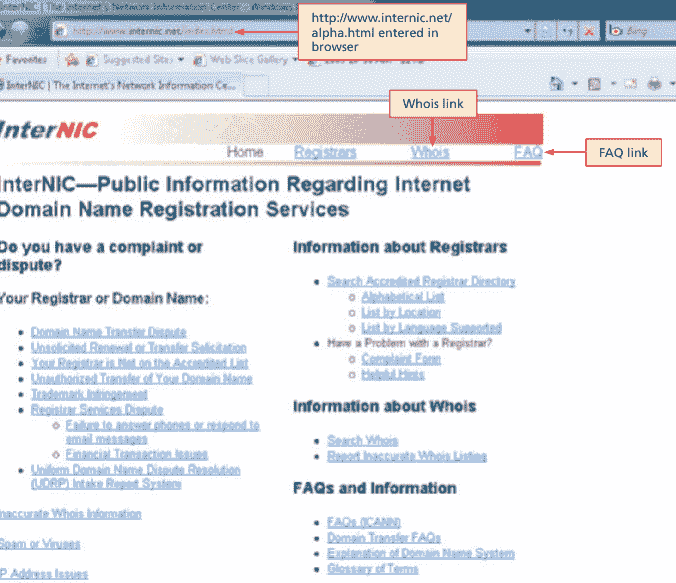 The Internet's Network Information Center - Windows
http://www.internic.net/
alpha.html entered in
browser
Bing
Favorites Suggested Sites Web Slice Gallery
InterNIC | The Internet's Network Information Ce...
Whois link
InterNIC
Home Registrars Whois FAQ
FAQ link
InterNIC—Public Information Regarding Internet
Domain Name Registration Services
Do you have a complaint or
dispute?
Your Registrar or Domain Name:
Domain Name Transfer Dispute
Unsolicited Renewal or Transfer Solicitation
Your Registrar is Not on the Accredited List
Unauthorized Transfer of Your Domain Name
Trademark Infringement
Registrar Services Dispute
Failure to answer phones or respond to
email messages
Financial Transaction Issues
Uniform Domain Name Dispute Resolution
(UDRP) Intake Report System
Inaccurate Whois Information
Spam or Viruses
IP Address Issues
Information about Registrars
Search Accredited Registrar Directory
Alphabetical List
List by Location
List by Language Supported
Have a Problem with a Registrar?
Complaint Form
Helpful Hints
Information about Whois
Search Whois
Report Inaccurate Whois Listing
FAQs and Information
FAQs (ICANN)
Domain Transfer FAQs
Explanation of Domain Name System
Glossary of Terms